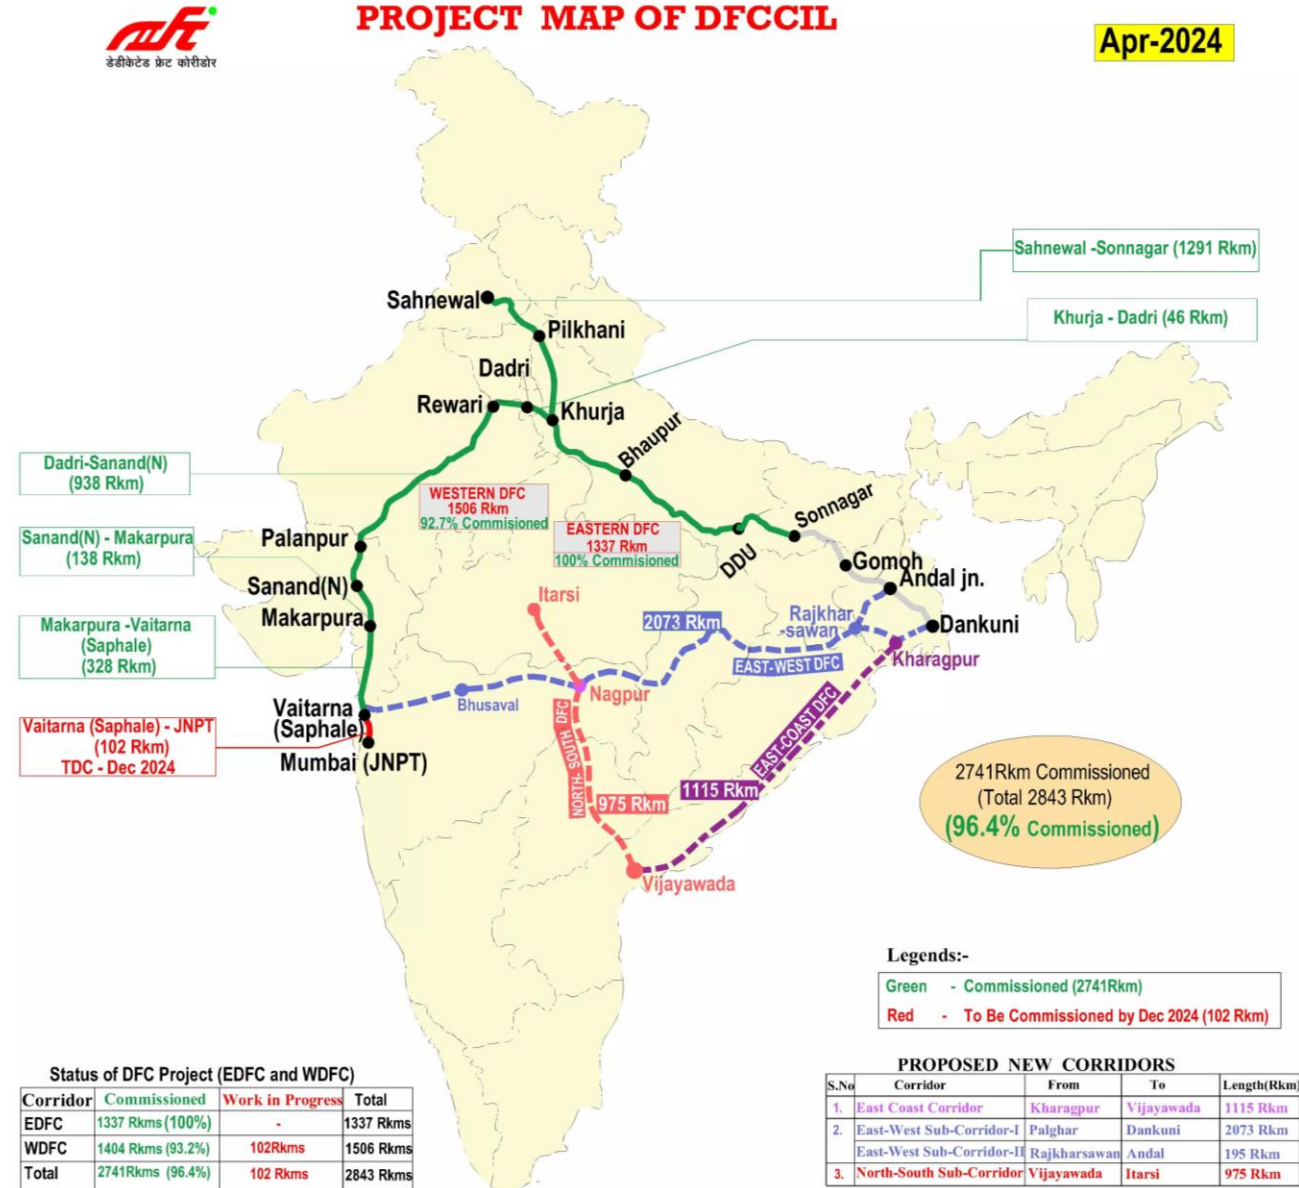 PROJECT MAP OF DFCCIL
डेडीकेटेड फ्रेट कोरीडोर
Apr-2024
Sahnewal -Sonnagar (1291 Rkm)
Khurja - Dadri (46 Rkm)
Sahnewal
Pilkhani
Dadri
Rewari
Khurja
Bhaupur
Dadri-Sanand(N)
(938 Rkm)
WESTERN DFC
1506 Rkm
92.7% Commisioned
EASTERN DFC
1337 Rkm
100% Commisioned
Sonnagar
DDU
Sanand(N) - Makarpura
(138 Rkm)
Palanpur
Sanand(N)
Makarpura
Gomoh
Andal jn.
Itarsi
2073 Rkm
Rajkhar
-sawan
Dankuni
EAST-WEST DFC
Kharagpur
Makarpura -Vaitarna
(Saphale)
(328 Rkm)
Nagpur
Bhusaval
Vaitarna
(Saphale)
Mumbai (JNPT)
Vaitarna (Saphale) - JNPT
(102 Rkm)
TDC - Dec 2024
NORTH- SOUTH DFC
975 Rkm
EAST-COAST DFC
1115 Rkm
Vijayawada
2741Rkm Commissioned
(Total 2843 Rkm)
(96.4% Commissioned)
Legends:-
Green - Commissioned (2741Rkm)
Red - To Be Commissioned by Dec 2024 (102 Rkm)
Status of DFC Project (EDFC and WDFC)
Corridor Commissioned Work in Progress Total
EDFC 1337 Rkms (100%) - 1337 Rkms
WDFC 1404 Rkms (93.2%) 102Rkms 1506 Rkms
Total 2741Rkms (96.4%) 102 Rkms 2843 Rkms
PROPOSED NEW CORRIDORS
S.No Corridor From To Length(Rkm)
1. East Coast Corridor Kharagpur Vijayawada 1115 Rkm
2. East-West Sub-Corridor-I Palghar Dankuni 2073 Rkm
East-West Sub-Corridor-II Rajkharsawan Andal 195 Rkm
3. North-South Sub-Corridor Vijayawada Itarsi 975 Rkm